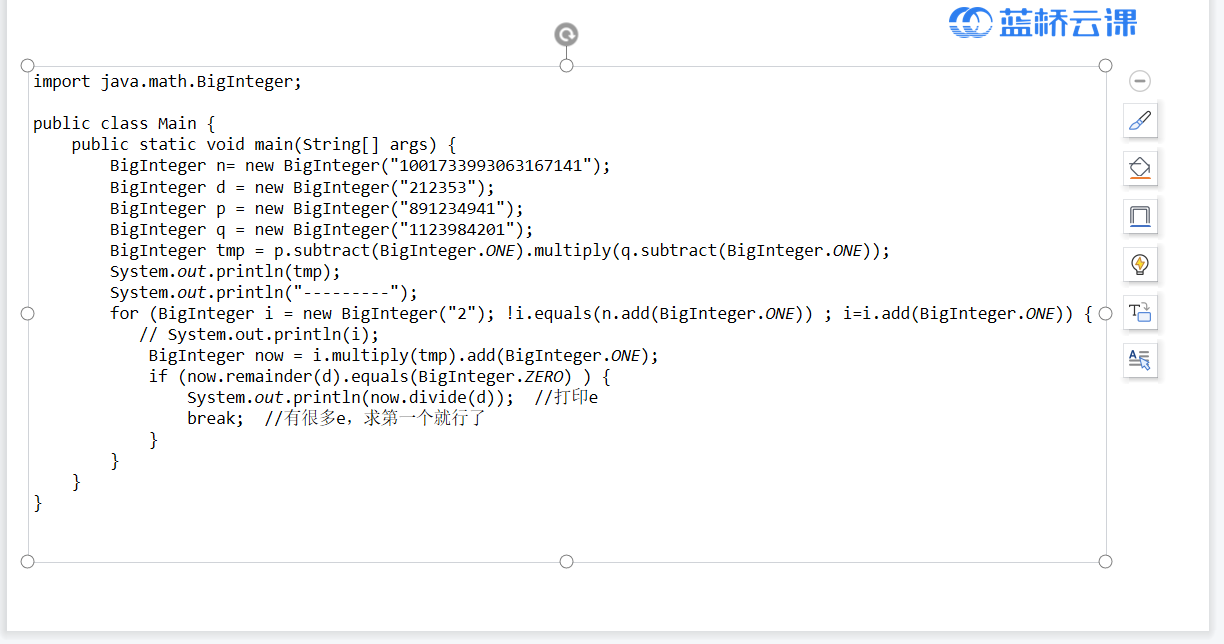 蓝桥云课
import java.math.BigInteger;
public class Main {
public static void main(String[] args) {
BigInteger n= new BigInteger("1001733993063167141");
BigInteger d = new BigInteger("212353");
BigInteger p = new BigInteger("891234941");
BigInteger q = new BigInteger("1123984201");
BigInteger tmp = p.subtract(BigInteger.ONE).multiply(q.subtract(BigInteger.ONE));
System.out.println(tmp);
System.out.println("---------");
for (BigInteger i = new BigInteger("2"); !i.equals(n.add(BigInteger.ONE)) ; i=i.add(BigInteger.ONE)) {
// System.out.println(i);
BigInteger now = i.multiply(tmp).add(BigInteger.ONE);
if (now.remainder(d).equals(BigInteger.ZERO) ) {
System.out.println(now.divide(d));  //打印e
break;  //有很多e，求第一个就行了
}
}
}
}